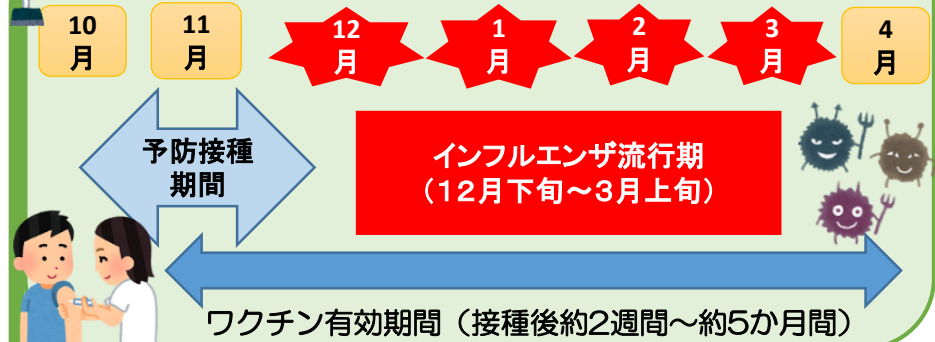 10
月
11
月
12
月
1
月
2
月
3
月
4
月
予防接種
期間
インフルエンザ流行期
（１２月下旬～３月上旬）
ワクチン有効期間（接種後約2週間～約5か月間）